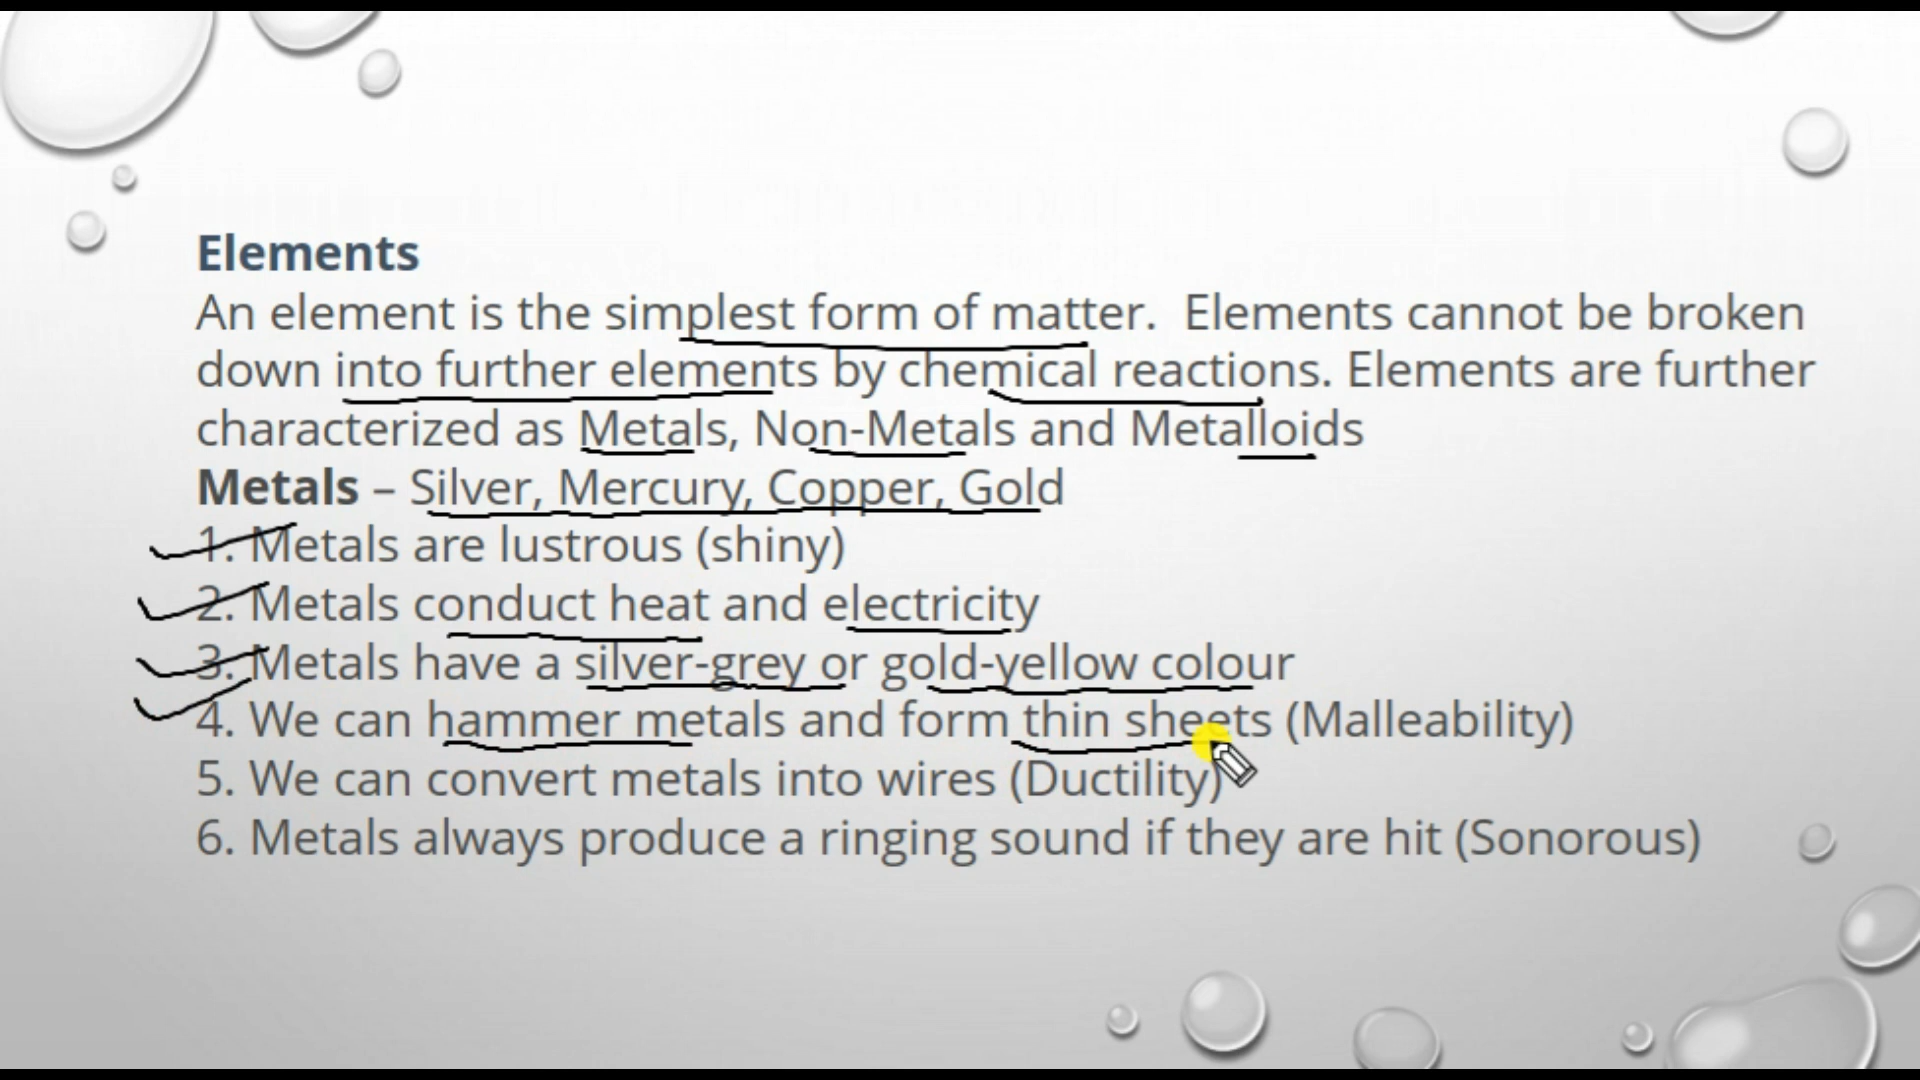 Elements
An element is the simplest form of matter.  Elements cannot be broken
down into further elements by chemical reactions. Elements are further
characterized as Metals, Non-Metals and Metalloids
Metals – Silver, Mercury, Copper, Gold
1. Metals are lustrous (shiny)
2. Metals conduct heat and electricity
3. Metals have a silver-grey or gold-yellow colour
4. We can hammer metals and form thin sheets (Malleability)
5. We can convert metals into wires (Ductility)
6. Metals always produce a ringing sound if they are hit (Sonorous)